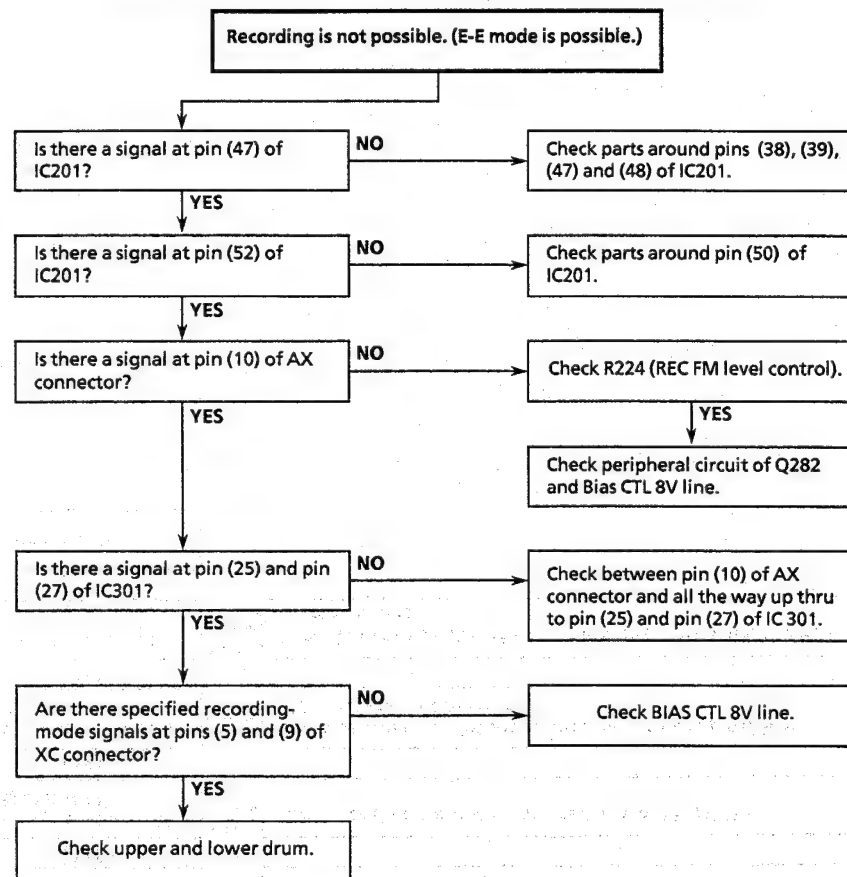 Recording is not possible. (E-E mode is possible.)
Is there a signal at pin (47) of
IC201?
NO
Check parts around pins (38), (39),
(47) and (48) of IC201.
YES
Is there a signal at pin (52) of
IC201?
NO
Check parts around pin (50) of
IC201.
YES
Is there a signal at pin (10) of AX
connector?
NO
Check R224 (REC FM level control).
YES
YES
Check peripheral circuit of Q282
and Bias CTL 8V line.
Is there a signal at pin (25) and pin
(27) of IC301?
NO
Check between pin (10) of AX
connector and all the way up thru
to pin (25) and pin (27) of IC 301.
YES
Are there specified recording-
mode signals at pins (5) and (9) of
XC connector?
NO
Check BIAS CTL 8V line.
YES
Check upper and lower drum.